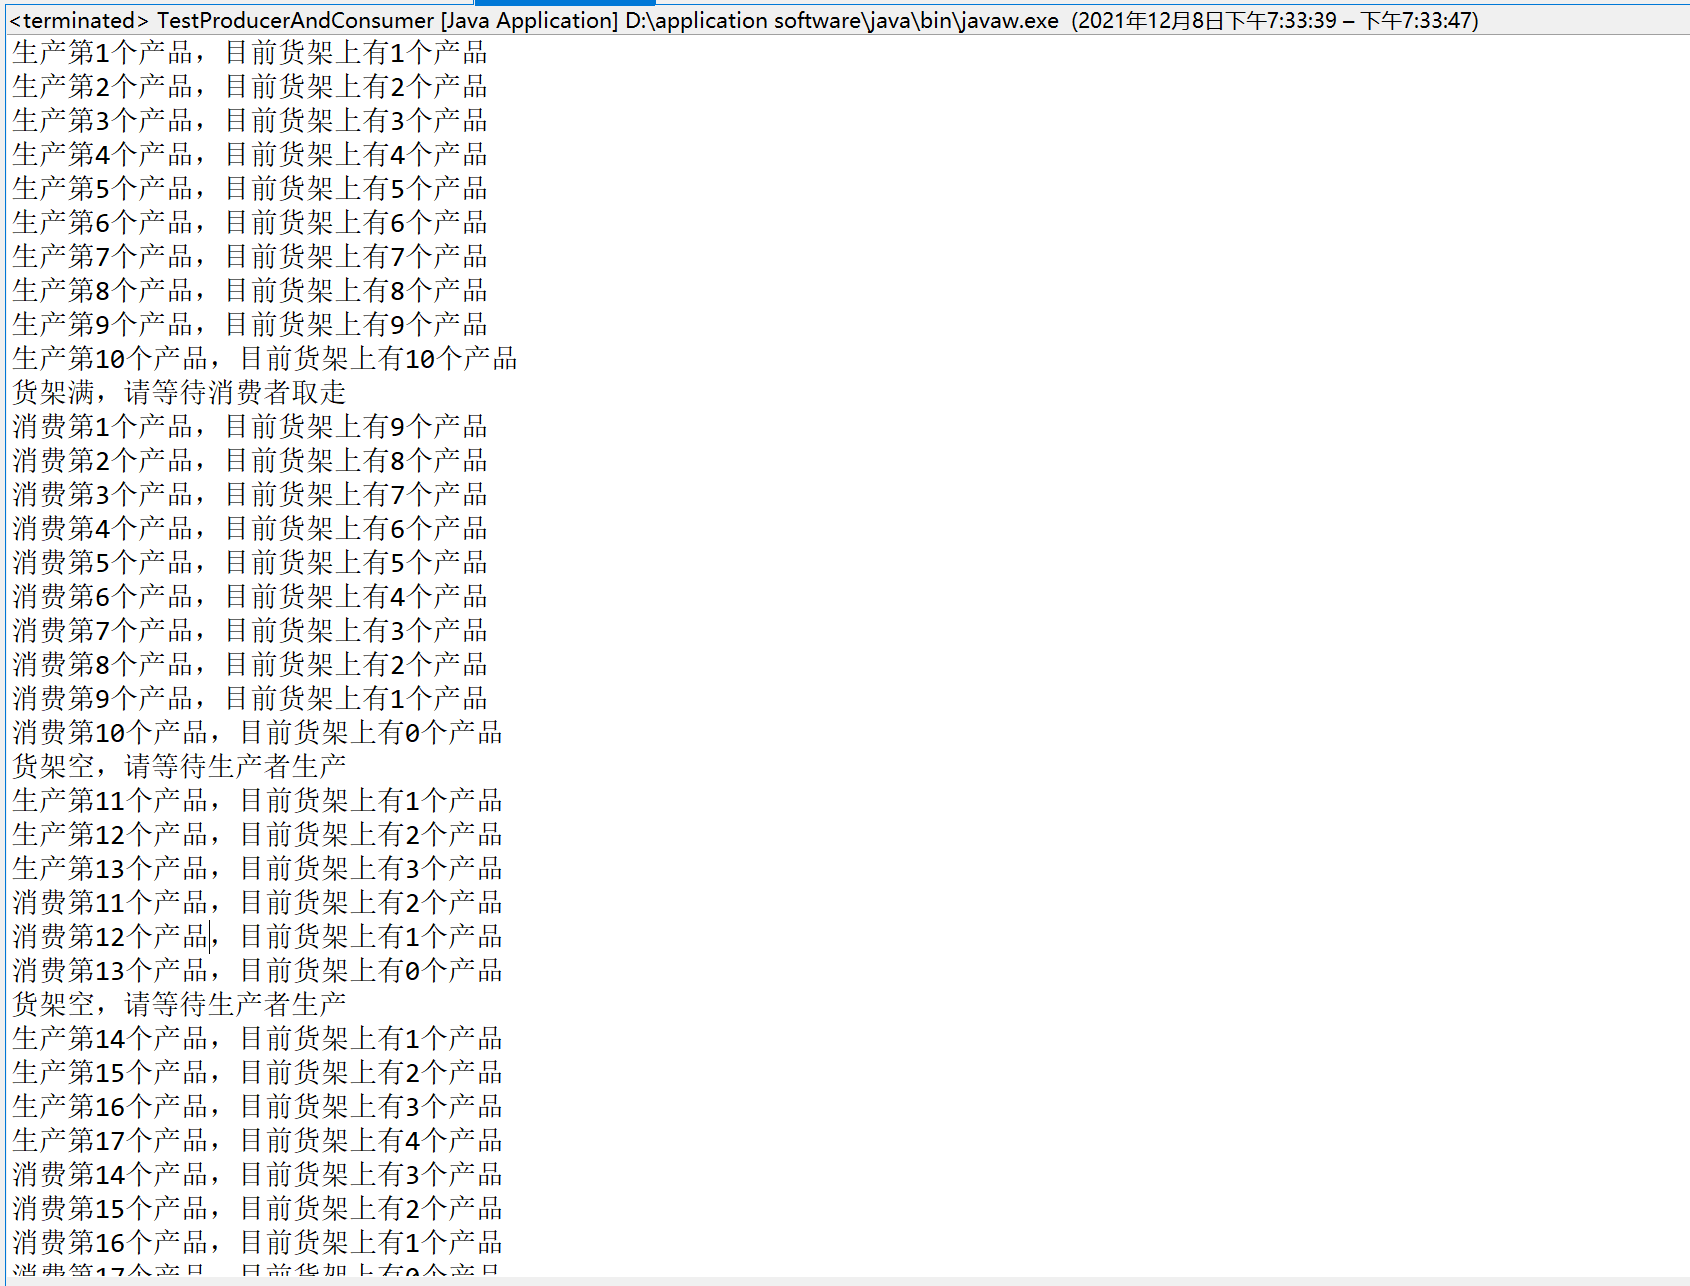 <terminated> TestProducerAndConsumer [Java Application] D:\application software\java\bin\javaw.exe  (2021年12月8日下午7:33:39 – 下午7:33:47)
生产第1个产品，目前货架上有1个产品
生产第2个产品，目前货架上有2个产品
生产第3个产品，目前货架上有3个产品
生产第4个产品，目前货架上有4个产品
生产第5个产品，目前货架上有5个产品
生产第6个产品，目前货架上有6个产品
生产第7个产品，目前货架上有7个产品
生产第8个产品，目前货架上有8个产品
生产第9个产品，目前货架上有9个产品
生产第10个产品，目前货架上有10个产品
货架满，请等待消费者取走
消费第1个产品，目前货架上有9个产品
消费第2个产品，目前货架上有8个产品
消费第3个产品，目前货架上有7个产品
消费第4个产品，目前货架上有6个产品
消费第5个产品，目前货架上有5个产品
消费第6个产品，目前货架上有4个产品
消费第7个产品，目前货架上有3个产品
消费第8个产品，目前货架上有2个产品
消费第9个产品，目前货架上有1个产品
消费第10个产品，目前货架上有0个产品
货架空，请等待生产者生产
生产第11个产品，目前货架上有1个产品
生产第12个产品，目前货架上有2个产品
生产第13个产品，目前货架上有3个产品
消费第11个产品，目前货架上有2个产品
消费第12个产品，目前货架上有1个产品
消费第13个产品，目前货架上有0个产品
货架空，请等待生产者生产
生产第14个产品，目前货架上有1个产品
生产第15个产品，目前货架上有2个产品
生产第16个产品，目前货架上有3个产品
生产第17个产品，目前货架上有4个产品
消费第14个产品，目前货架上有3个产品
消费第15个产品，目前货架上有2个产品
消费第16个产品，目前货架上有1个产品
消费第17个产品，目前货架上有0个产品